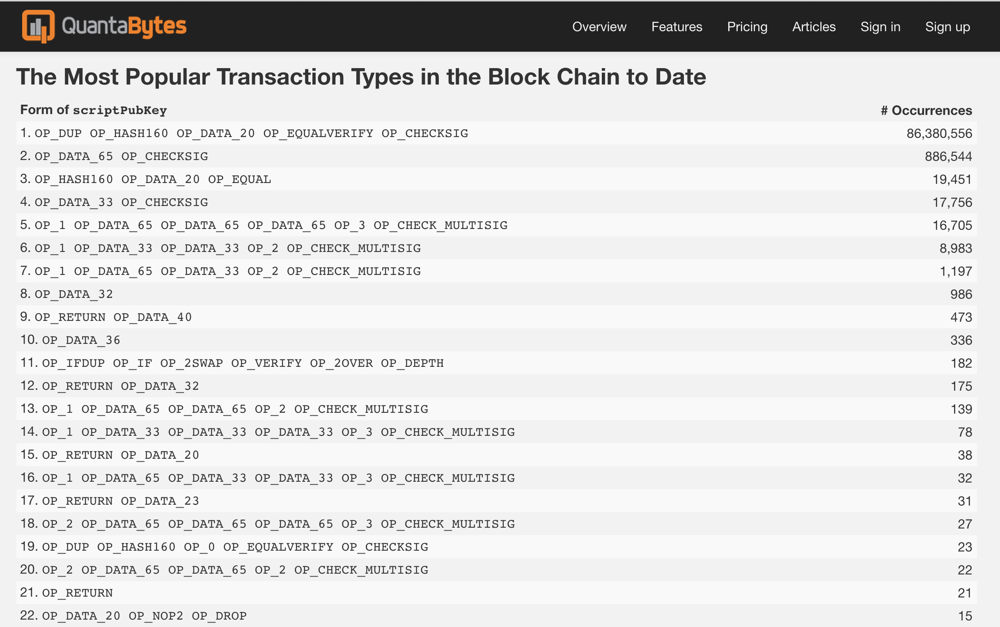 QuantaBytes Overview Features Pricing Articles Sign in Sign up
The Most Popular Transaction Types in the Block Chain to Date
Form of scriptPubKey # Occurrences
1. OP_DUP OP_HASH160 OP_DATA_20 OP_EQUALVERIFY OP_CHECKSIG 86,380,556
2. OP_DATA_65 OP_CHECKSIG 886,544
3. OP_HASH160 OP_DATA_20 OP_EQUAL 19,451
4. OP_DATA_33 OP_CHECKSIG 17,756
5. OP_1 OP_DATA_65 OP_DATA_65 OP_DATA_65 OP_3 OP_CHECK_MULTISIG 16,705
6. OP_1 OP_DATA_33 OP_DATA_33 OP_2 OP_CHECK_MULTISIG 8,983
7. OP_1 OP_DATA_65 OP_DATA_33 OP_2 OP_CHECK_MULTISIG 1,197
8. OP_DATA_32 986
9. OP_RETURN OP_DATA_40 473
10. OP_DATA_36 336
11. OP_IFDUP OP_IF OP_2SWAP OP_VERIFY OP_2OVER OP_DEPTH 182
12. OP_RETURN OP_DATA_32 175
13. OP_1 OP_DATA_65 OP_DATA_65 OP_2 OP_CHECK_MULTISIG 139
14. OP_1 OP_DATA_33 OP_DATA_33 OP_DATA_33 OP_3 OP_CHECK_MULTISIG 78
15. OP_RETURN OP_DATA_20 38
16. OP_1 OP_DATA_65 OP_DATA_33 OP_DATA_33 OP_3 OP_CHECK_MULTISIG 32
17. OP_RETURN OP_DATA_23 31
18. OP_2 OP_DATA_65 OP_DATA_65 OP_DATA_65 OP_3 OP_CHECK_MULTISIG 27
19. OP_DUP OP_HASH160 OP_0 OP_EQUALVERIFY OP_CHECKSIG 23
20. OP_2 OP_DATA_65 OP_DATA_65 OP_2 OP_CHECK_MULTISIG 22
21. OP_RETURN 21
22. OP_DATA_20 OP_NOP2 OP_DROP 15